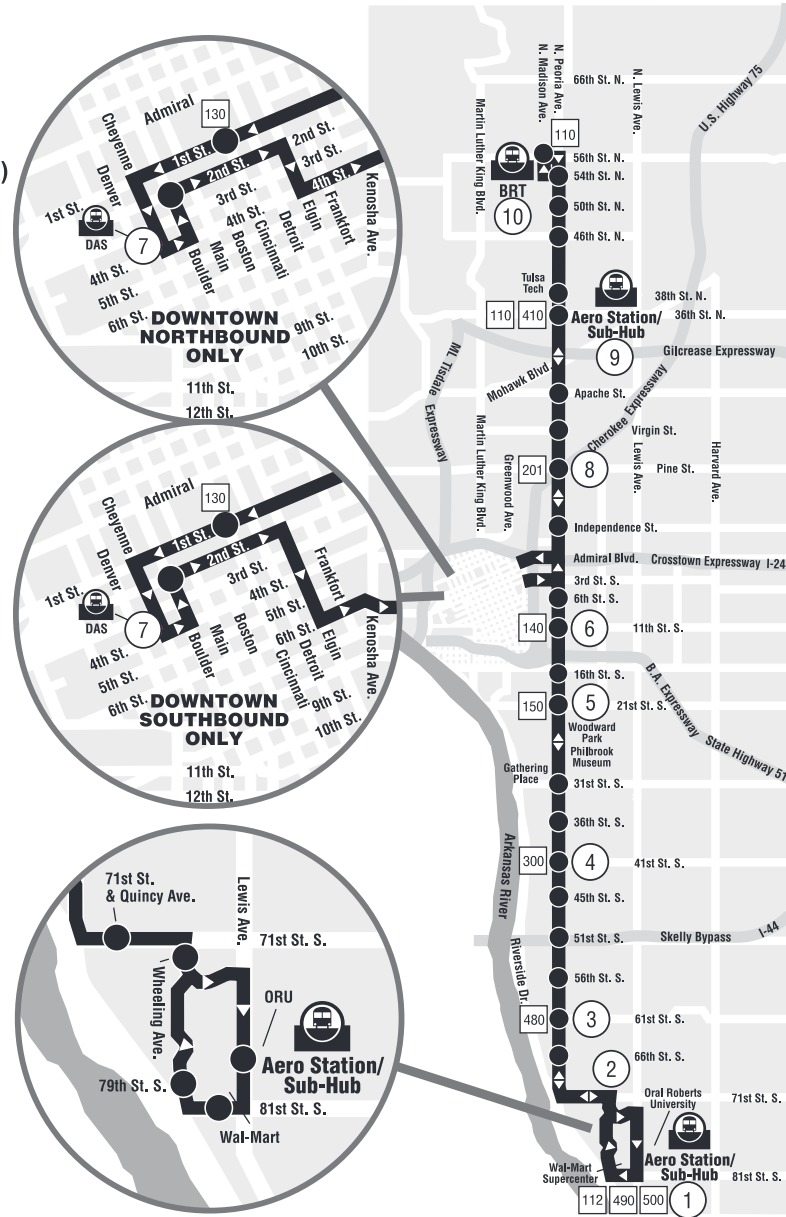 )
Cheyenne
Admiral
130
Denver
1st St.
2nd St.
2nd St.
3rd St.
4th St.
3rd St.
4th St.
1st St.
DAS
7
Boulder
Main
Boston
Cincinnati
Detroit
Elgin
Frankfort
Kenosha Ave.
4th St.
5th St.
6th St.
DOWNTOWN
NORTHBOUND
ONLY
9th St.
10th St.
11th St.
12th St.
Cheyenne
Admiral
130
Denver
1st St.
2nd St.
3rd St.
4th St.
5th St.
6th St.
1st St.
DAS
7
Boulder
Main
Boston
Cincinnati
Detroit
Elgin
Frankfort
Kenosha Ave.
4th St.
5th St.
6th St.
DOWNTOWN
SOUTHBOUND
ONLY
9th St.
10th St.
11th St.
12th St.
71st St.
& Quincy Ave.
Lewis Ave.
71st St. S.
Wheeling Ave.
ORU
Aero Station/
Sub-Hub
79th St. S.
81st St. S.
Wal-Mart
N. Madison Ave.
N. Peoria Ave.
N. Lewis Ave.
66th St. N.
U.S. Highway 75
Martin Luther King Blvd.
110
BRT
10
56th St. N.
54th St. N.
50th St. N.
46th St. N.
Tulsa
Tech
38th St. N.
110
410
Aero Station/
Sub-Hub
36th St. N.
9
Gilcrease Expressway
ML Tisdale
Expressway
Mohawk Blvd.
Apache St.
Cherokee Expressway
Virgin St.
Martin Luther
King Blvd.
Greenwood Ave.
201
8
Lewis Ave.
Pine St.
Harvard Ave.
Independence St.
Admiral Blvd.
Crosstown Expressway I-24
3rd St. S.
6th St. S.
140
6
11th St. S.
B.A. Expressway
16th St. S.
150
5
21st St. S.
State Highway 51
Woodward
Park
Philbrook
Museum
Gathering
Place
31st St. S.
36th St. S.
Arkansas River
300
4
41st St. S.
45th St. S.
51st St. S.
Skelly Bypass
I-44
Riverside Dr.
56th St. S.
480
3
61st St. S.
66th St. S.
2
Oral Roberts
University
71st St. S.
Wal-Mart
Supercenter
Aero Station/
Sub-Hub
81st St. S.
112
490
500
1